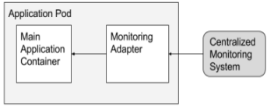 Application Pod
Main
Application
Container
Monitoring
Adapter
Centralized
Monitoring
System